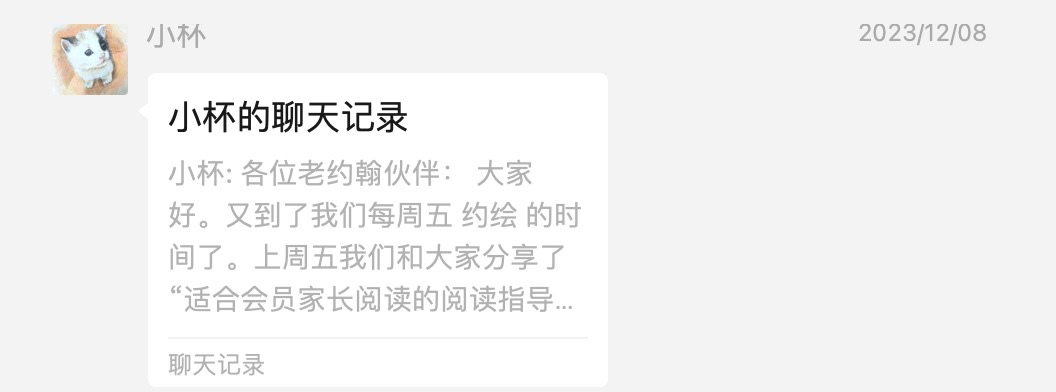 小杯
2023/12/08
小杯的聊天记录
小杯: 各位老约翰伙伴： 大家
好。又到了我们每周五 约绘 的时
间了。上周五我们和大家分享了
“适合会员家长阅读的阅读指导...
聊天记录